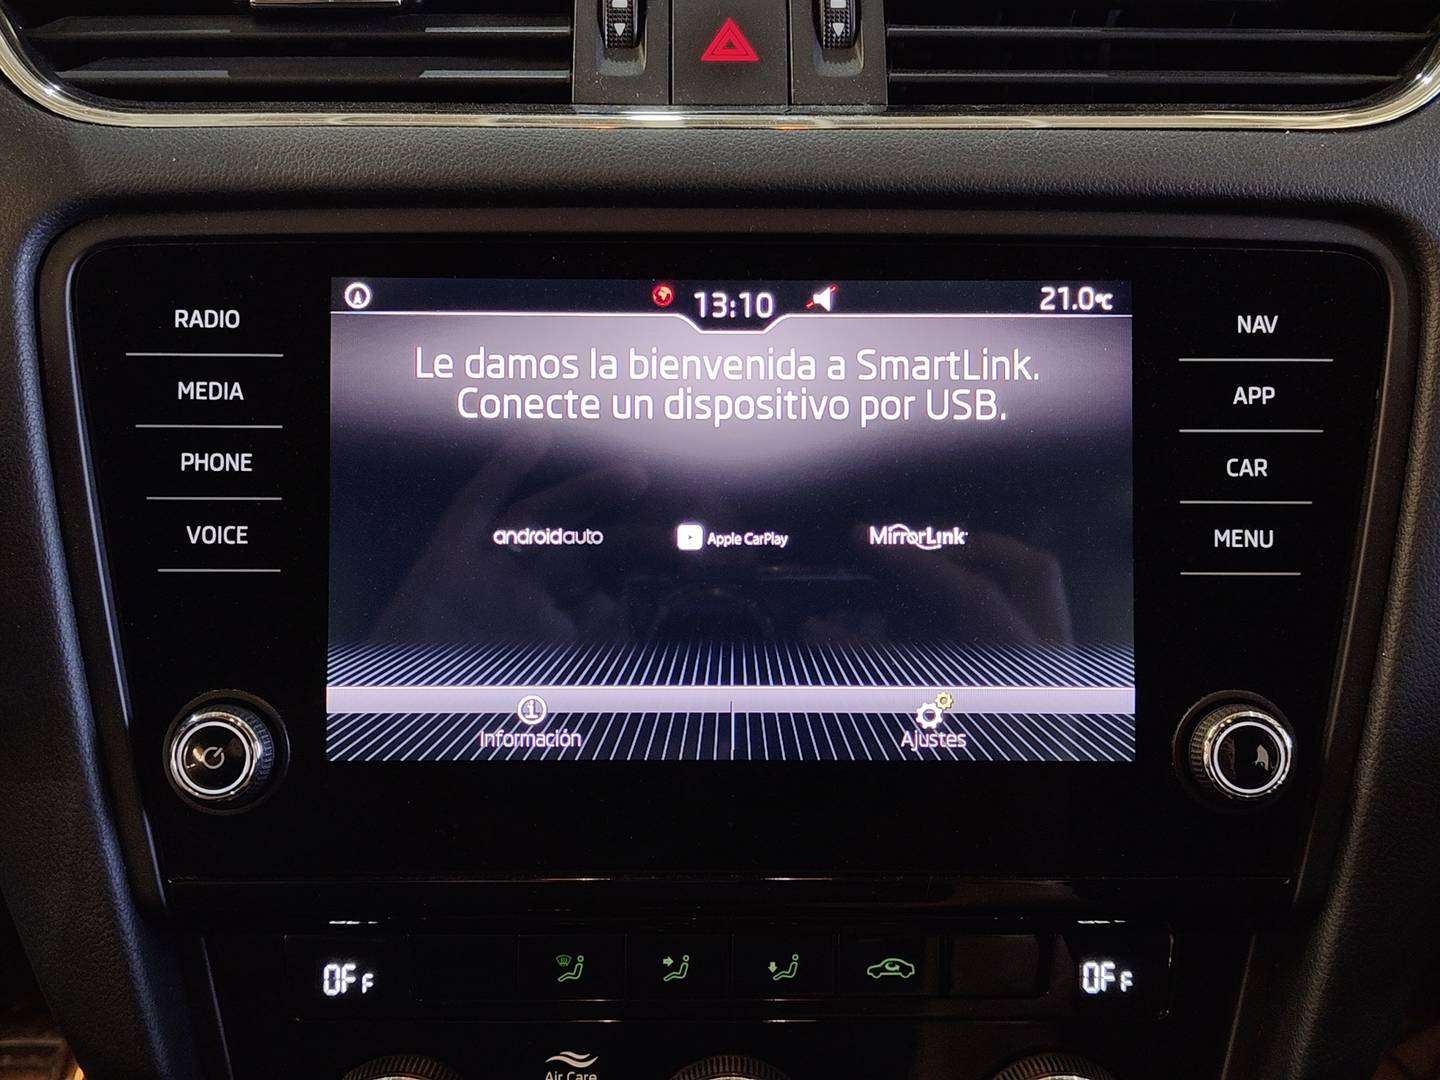 13:10
21.0°C
RADIO
MEDIA
PHONE
VOICE
Le damos la bienvenida a SmartLink.
Conecte un dispositivo por USB.
androidauto
Apple CarPlay
MirrorLink
Información
Ajustes
NAV
APP
CAR
MENU
OFF
OFF
Air Care